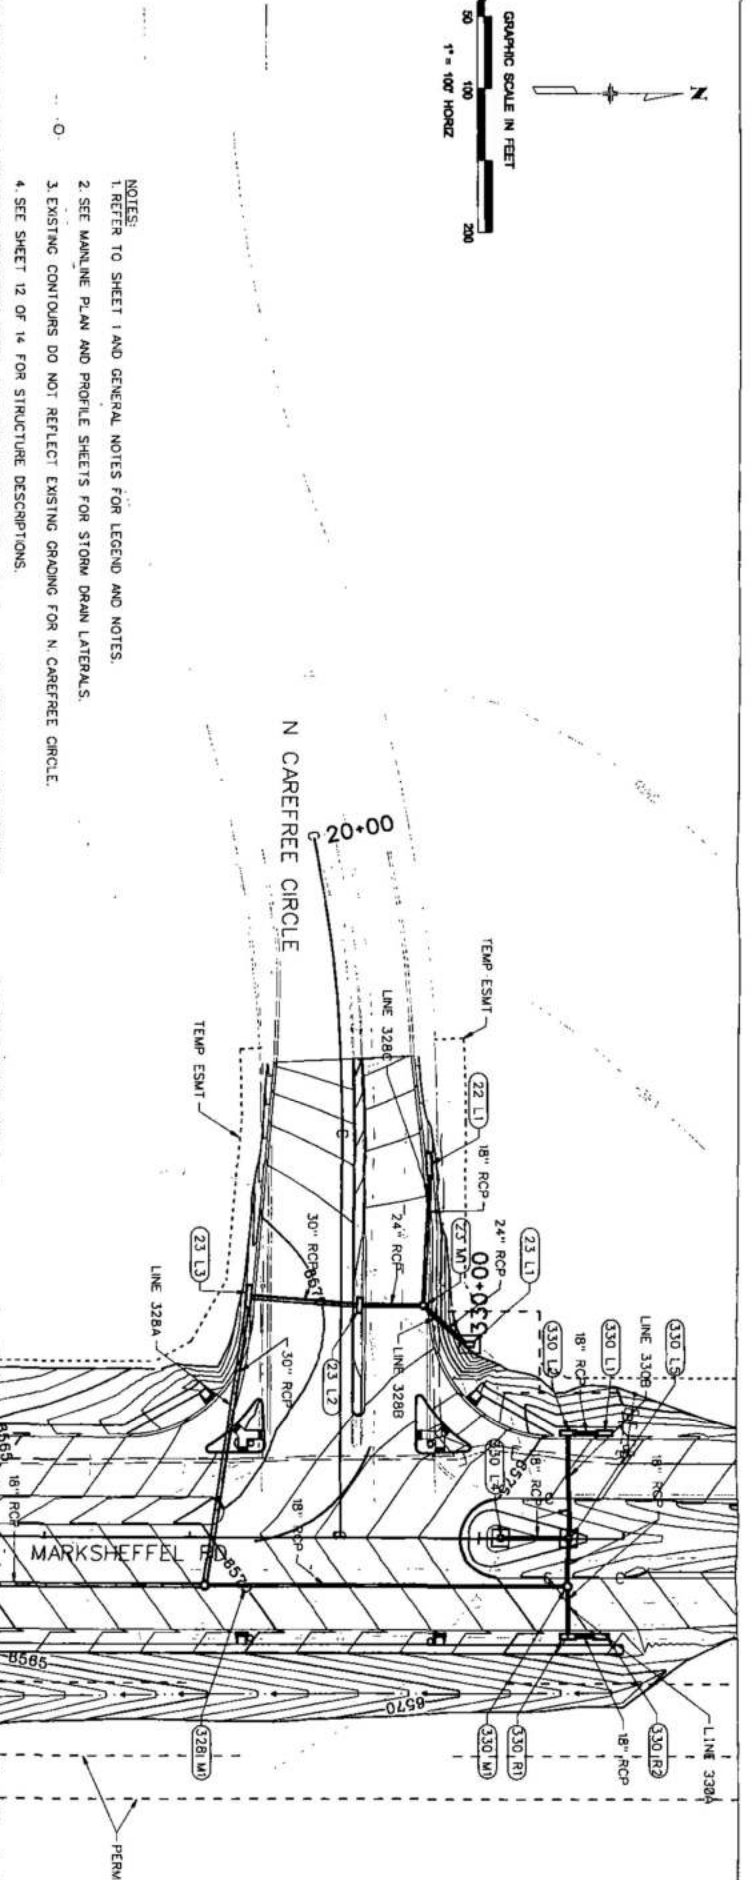 N
GRAPHIC SCALE IN FEET
50 100 200
1" = 100' HORIZ
NOTES:
1. REFER TO SHEET 1 AND GENERAL NOTES FOR LEGEND AND NOTES.
2. SEE MAINLINE PLAN AND PROFILE SHEETS FOR STORM DRAIN LATERALS.
3. EXISTING CONTOURS DO NOT REFLECT EXISTNG GRADING FOR N. CAREFREE CIRCLE.
4. SEE SHEET 12 OF 14 FOR STRUCTURE DESCRIPTIONS.
N CAREFREE CIRCLE
20+00
TEMP ESMT
LINE 328C
TEMP ESMT
22 L1
18" RCP
23 M1
24" RCP
23 L1
24" RCP
30" RCP
23 L3
LINE 328A
30" RCP
23 L2
LINE 328B
330 L2
18" RCP
330 L1
LINE 330B
330 L5
18" RCP
18" RCP
330 L4
6575
18" RCP
18" RCP
MARKSHEFFEL RD
6565
6570
328 M1
330 M1
330 R1
18" RCP
330 R2
LINE 330A
PERM